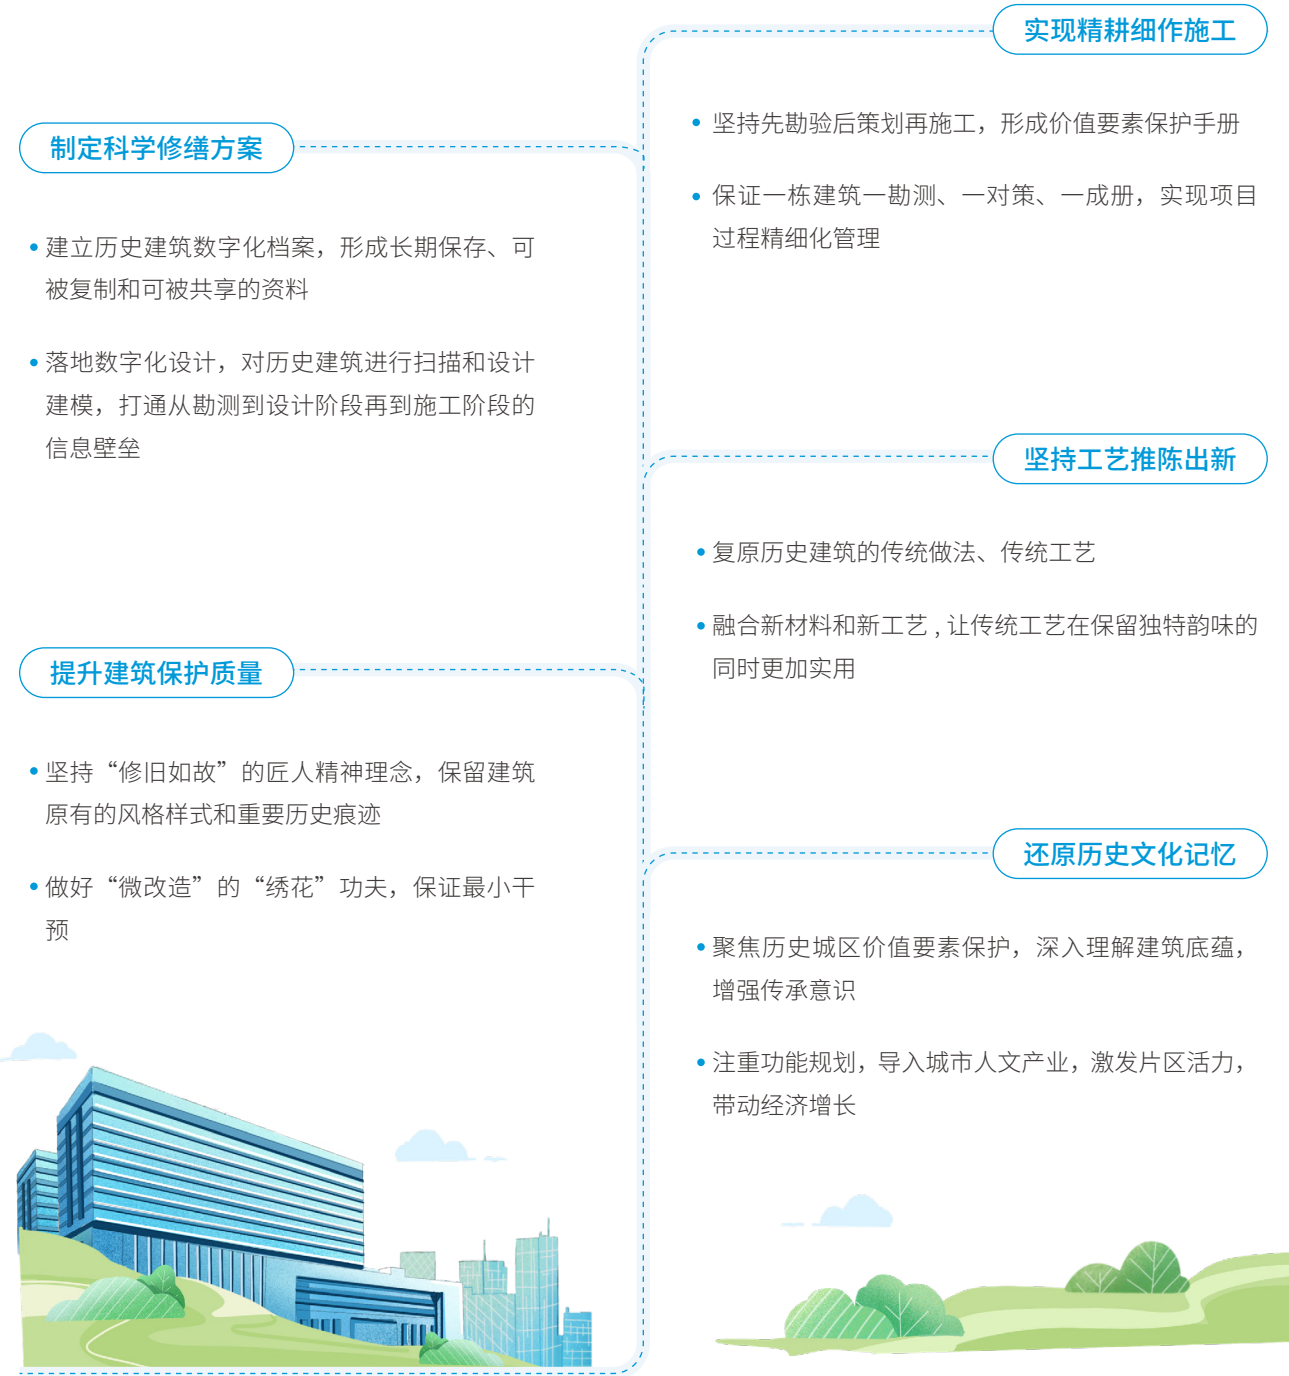 实现精耕细作施工
坚持先勘验后策划再施工，形成价值要素保护手册
保证一栋建筑一勘测、一对策、一成册，实现项目
过程精细化管理
制定科学修缮方案
建立历史建筑数字化档案，形成长期保存、可
被复制和可被共享的资料
落地数字化设计，对历史建筑进行扫描和设计
建模，打通从勘测到设计阶段再到施工阶段的
信息壁垒
坚持工艺推陈出新
复原历史建筑的传统做法、传统工艺
融合新材料和新工艺 , 让传统工艺在保留独特韵味的
同时更加实用
提升建筑保护质量
坚持“修旧如故”的匠人精神理念，保留建筑
原有的风格样式和重要历史痕迹
做好“微改造”的“绣花”功夫，保证最小干
预
还原历史文化记忆
聚焦历史城区价值要素保护，深入理解建筑底蕴，
增强传承意识
注重功能规划，导入城市人文产业，激发片区活力，
带动经济增长